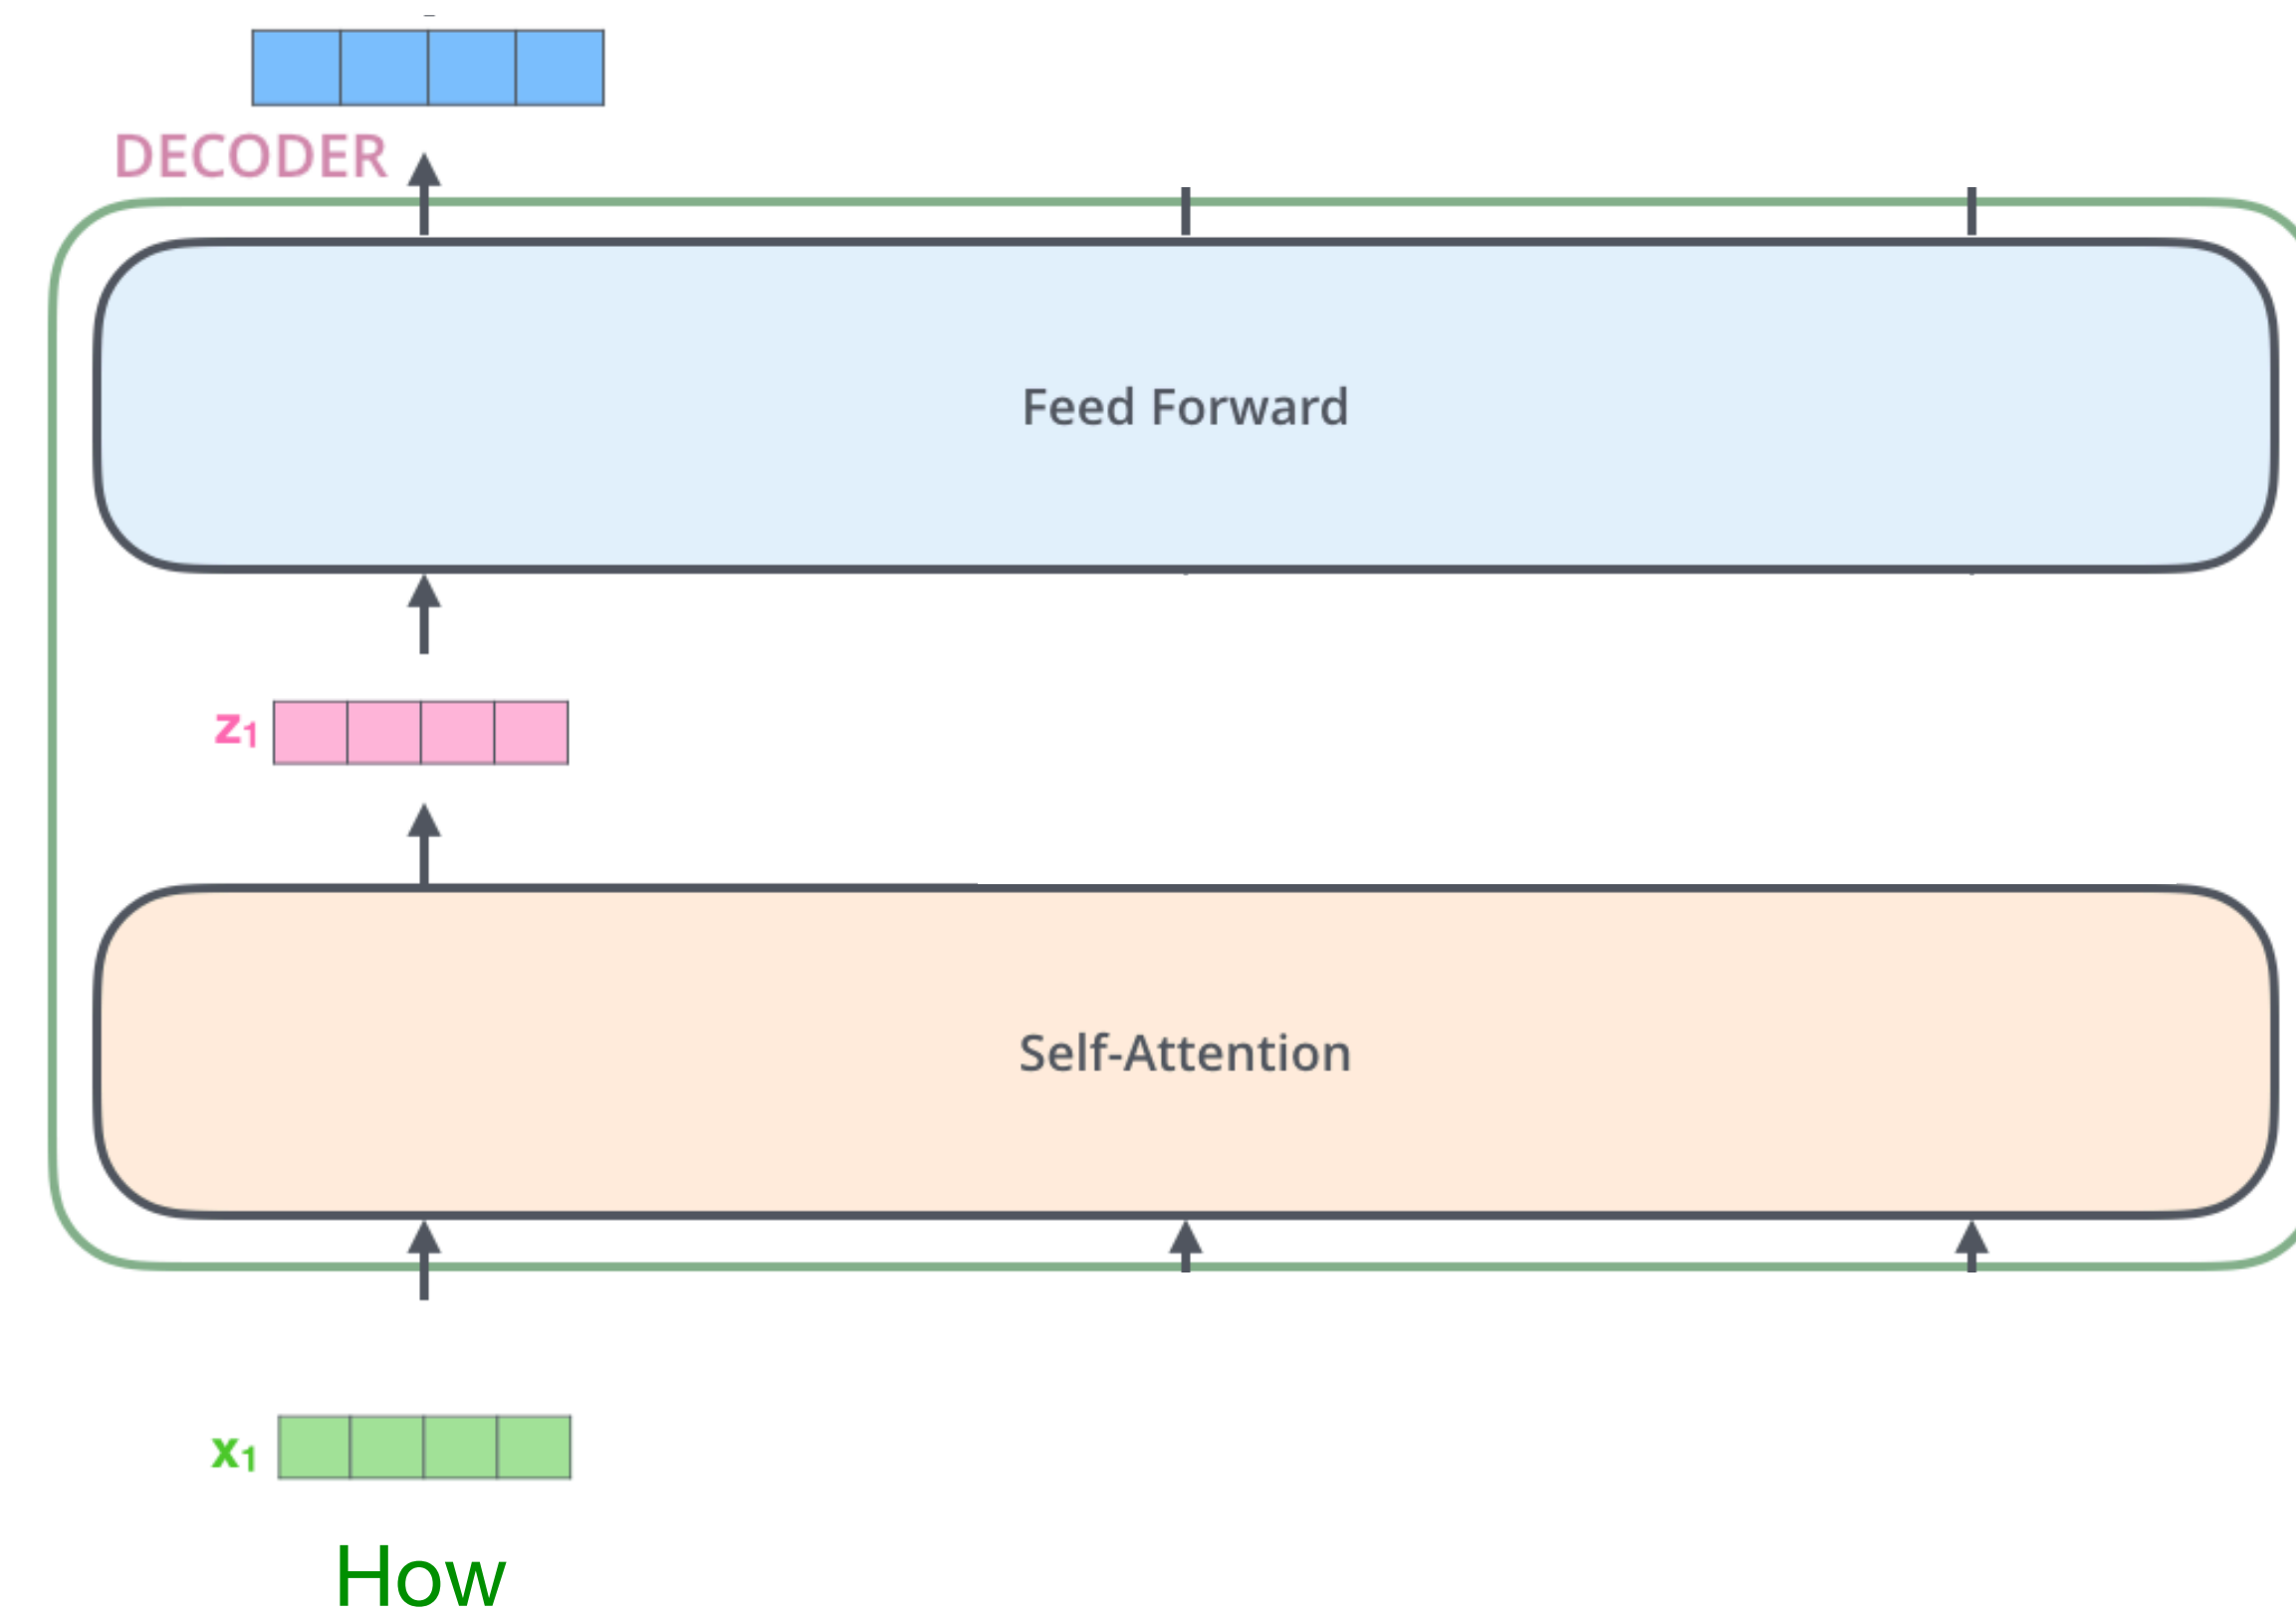 DECODER
Feed Forward
z1
Self-Attention
x1
How